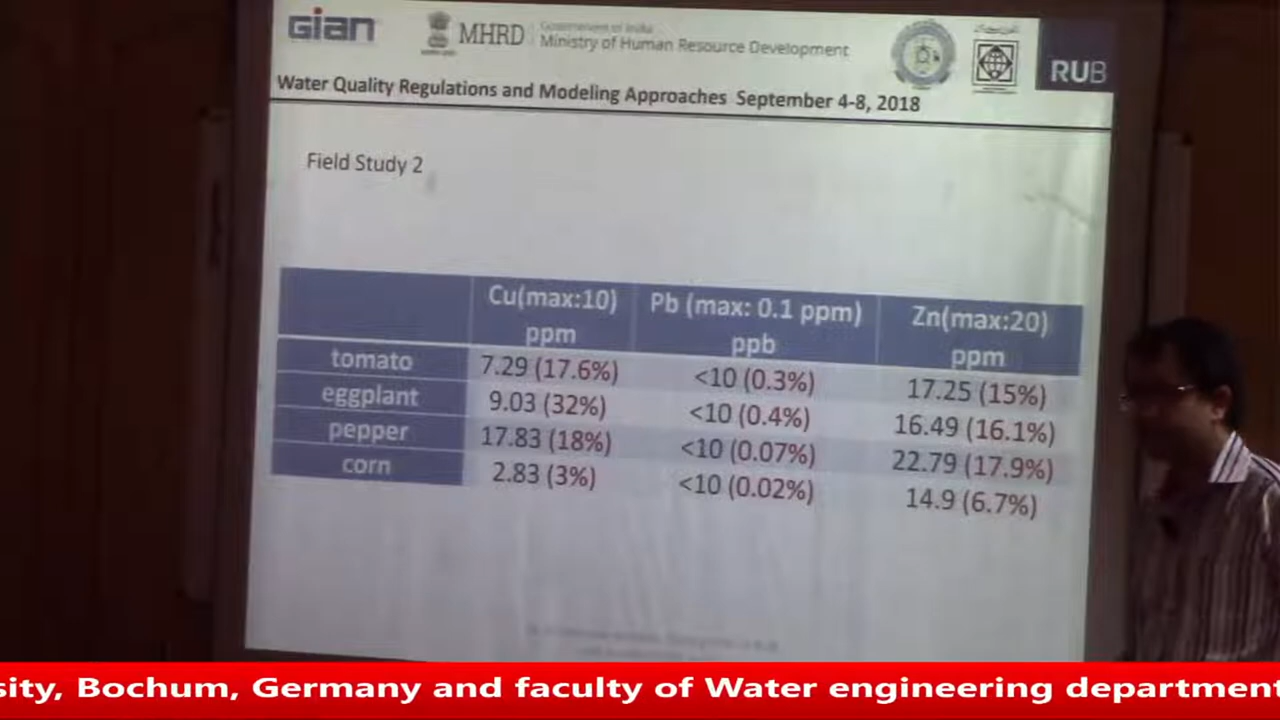 Gian
MHRD
Government of India
Ministry of Human Resource Development
RUB
Water Quality Regulations and Modeling Approaches September 4-8, 2018
Field Study 2
Cu(max:10) ppm Pb (max: 0.1 ppm) ppb Zn(max:20) ppm
tomato 7.29 (17.6%) <10 (0.3%) 17.25 (15%)
eggplant 9.03 (32%) <10 (0.4%) 16.49 (16.1%)
pepper 17.83 (18%) <10 (0.07%) 22.79 (17.9%)
corn 2.83 (3%) <10 (0.02%) 14.9 (6.7%)
sity, Bochum, Germany and faculty of Water engineering department